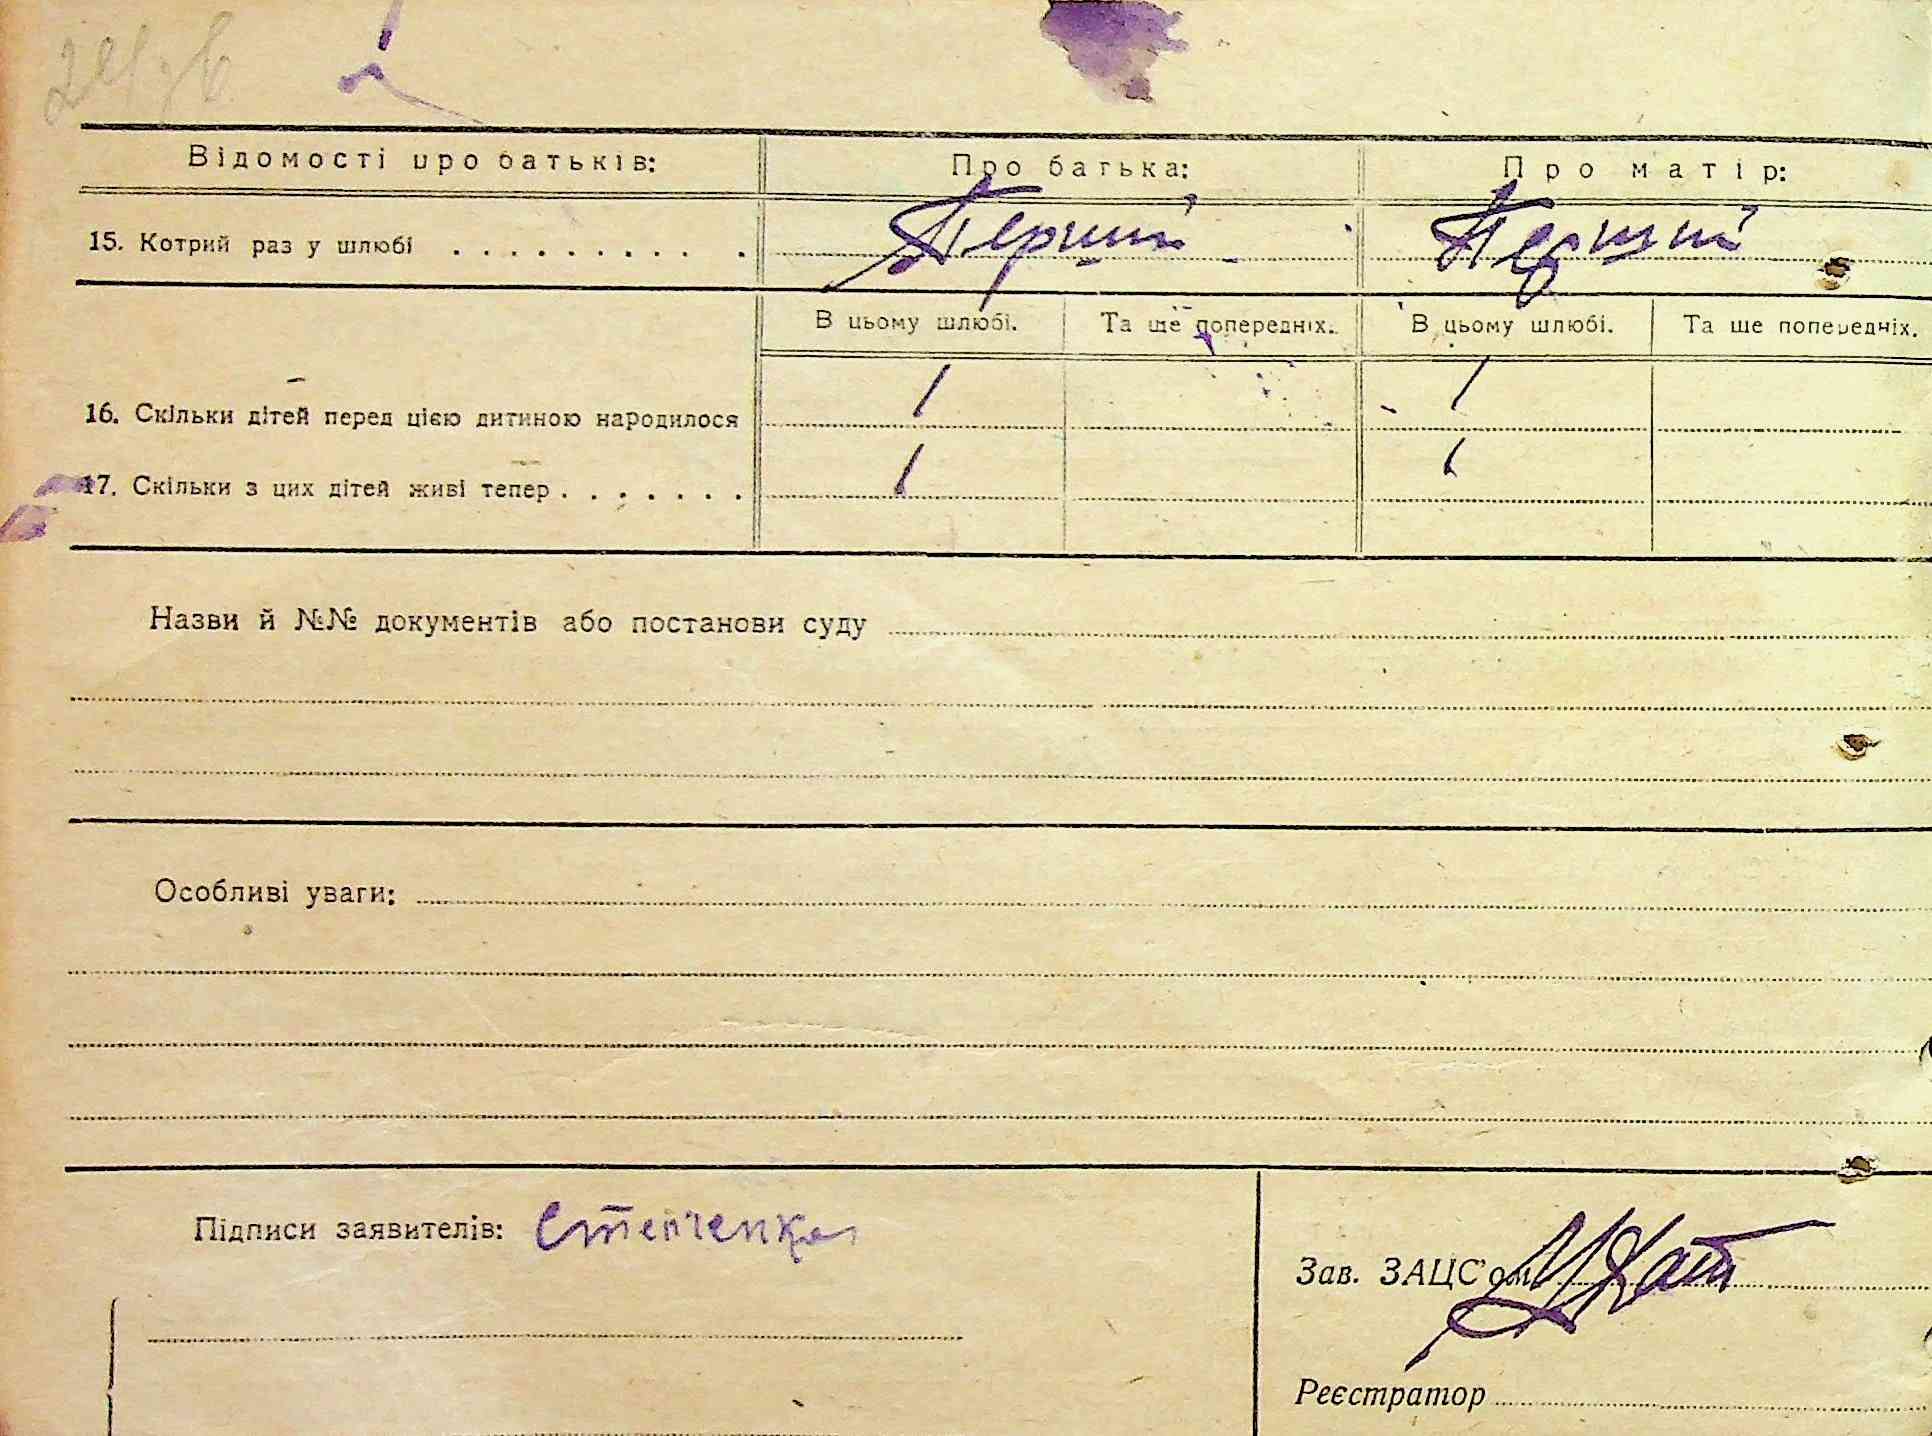 Відомості про батьків: Про батька: Про матір:
15. Котрий раз у шлюбі . . . . . . . . . . . Перший Перший
В цьому шлюбі. Та ще попередніх. В цьому шлюбі. Та ще попередніх.
16. Скільки дітей перед цією дитиною народилося 1 1
17. Скільки з цих дітей живі тепер . . . . . . . 1 1
Назви й №№ документів або постанови суду
Особливі уваги:
Підписи заявителів: Степченко
Зав. ЗАЦС'ом
Реєстратор